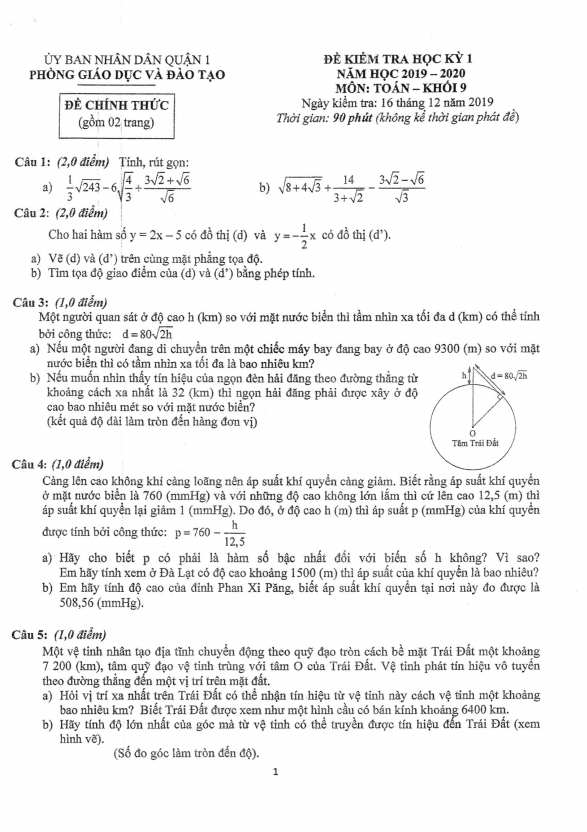 ỦY BAN NHÂN DÂN QUẬN 1
PHÒNG GIÁO DỤC VÀ ĐÀO TẠO
ĐỀ CHÍNH THỨC
(gồm 02 trang)
ĐỀ KIỂM TRA HỌC KỲ 1
NĂM HỌC 2019 – 2020
MÔN: TOÁN – KHỐI 9
Ngày kiểm tra: 16 tháng 12 năm 2019
Thời gian: 90 phút (không kể thời gian phát đề)
Câu 1: (2,0 điểm) Tính, rút gọn:
a) 1/3 √243 – 6√(4/3) + (3√2 + √6)/√6 b) √(8+4√3) + 14/(3+√2) – (3√2 – √6)/√3
Câu 2: (2,0 điểm)
Cho hai hàm số y = 2x – 5 có đồ thị (d) và y = –1/2 x có đồ thị (d').
a) Vẽ (d) và (d') trên cùng mặt phẳng tọa độ.
b) Tìm tọa độ giao điểm của (d) và (d') bằng phép tính.
Câu 3: (1,0 điểm)
Một người quan sát ở độ cao h (km) so với mặt nước biển thì tầm nhìn xa tối đa d (km) có thể tính
bởi công thức: d = 80√2h
a) Nếu một người đang di chuyển trên một chiếc máy bay đang bay ở độ cao 9300 (m) so với mặt
nước biển thì có tầm nhìn xa tối đa là bao nhiêu km?
b) Nếu muốn nhìn thấy tín hiệu của ngọn đèn hải đăng theo đường thẳng từ
khoảng cách xa nhất là 32 (km) thì ngọn hải đăng phải được xây ở độ
cao bao nhiêu mét so với mặt nước biển?
(kết quả độ dài làm tròn đến hàng đơn vị)
h
d=80√2h
O
Tâm Trái Đất
Câu 4: (1,0 điểm)
Càng lên cao không khí càng loãng nên áp suất khí quyển càng giảm. Biết rằng áp suất khí quyển
ở mặt nước biển là 760 (mmHg) và với những độ cao không lớn lắm thì cứ lên cao 12,5 (m) thì
áp suất khí quyển lại giảm 1 (mmHg). Do đó, ở độ cao h (m) thì áp suất p (mmHg) của khí quyển
được tính bởi công thức: p = 760 – h/12,5
a) Hãy cho biết p có phải là hàm số bậc nhất đối với biến số h không? Vì sao?
Em hãy tính xem ở Đà Lạt có độ cao khoảng 1500 (m) thì áp suất của khí quyển là bao nhiêu?
b) Em hãy tính độ cao của đỉnh Phan Xi Păng, biết áp suất khí quyển tại nơi này đo được là
508,56 (mmHg).
Câu 5: (1,0 điểm)
Một vệ tinh nhân tạo địa tĩnh chuyển động theo quỹ đạo tròn cách bề mặt Trái Đất một khoảng
7 200 (km), tâm quỹ đạo vệ tinh trùng với tâm O của Trái Đất. Vệ tinh phát tín hiệu vô tuyến
theo đường thẳng đến một vị trí trên mặt đất.
a) Hỏi vị trí xa nhất trên Trái Đất có thể nhận tín hiệu từ vệ tinh này cách vệ tinh một khoảng
bao nhiêu km? Biết Trái Đất được xem như một hình cầu có bán kính khoảng 6400 km.
b) Hãy tính độ lớn nhất của góc mà từ vệ tinh có thể truyền được tín hiệu đến Trái Đất (xem
hình vẽ).
(Số đo góc làm tròn đến độ).
1